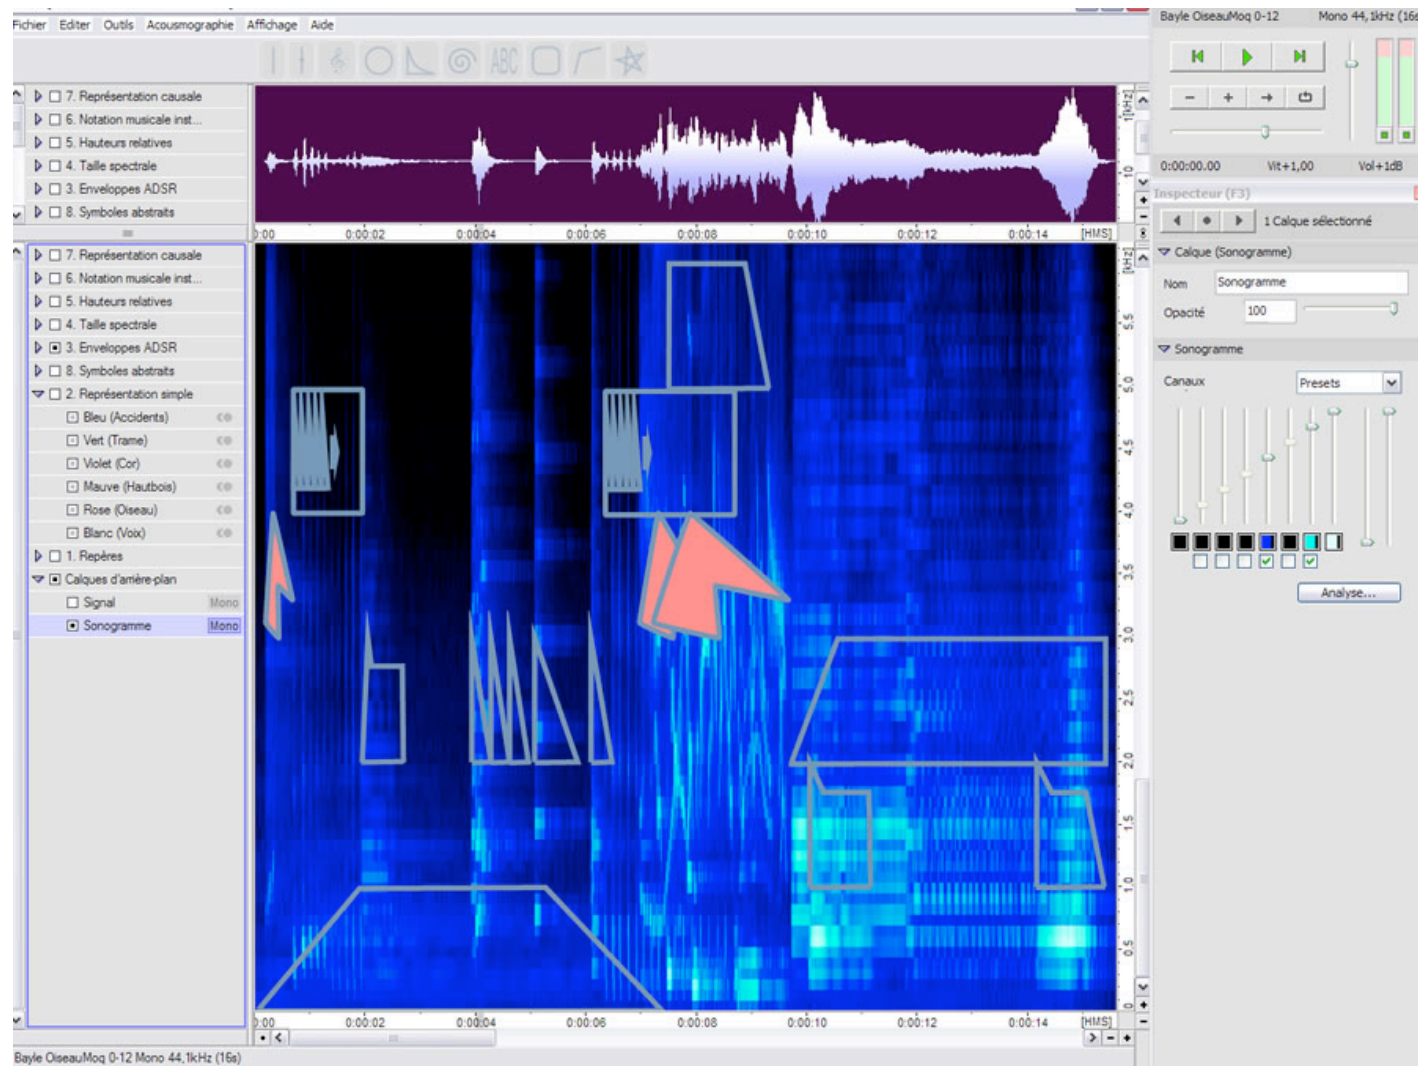 Fichier Editer Outils Acousmographie Affichage Aide
ABC
7. Représentation causale
6. Notation musicale inst...
5. Hauteurs relatives
4. Taille spectrale
3. Enveloppes ADSR
8. Symboles abstraits
[kHz]
10
0:00 0:00:02 0:00:04 0:00:06 0:00:08 0:00:10 0:00:12 0:00:14 [HMS]
7. Représentation causale
6. Notation musicale inst...
5. Hauteurs relatives
4. Taille spectrale
3. Enveloppes ADSR
8. Symboles abstraits
2. Représentation simple
Bleu (Accidents)
Vert (Trame)
Violet (Cor)
Mauve (Hautbois)
Rose (Oiseau)
Blanc (Voix)
1. Repères
Calques d'arrière-plan
Signal Mono
Sonogramme Mono
[kHz]
5.5
5.0
4.5
4.0
3.5
3.0
2.5
2.0
1.5
1.0
0.5
0
0:00 0:00:02 0:00:04 0:00:06 0:00:08 0:00:10 0:00:12 0:00:14 [HMS]
Bayle OiseauMoq 0-12 Mono 44,1kHz (16s)
Bayle OiseauMoq 0-12 Mono 44,1kHz (16s
0:00:00.00 Vit+1,00 Vol+1dB
Inspecteur (F3)
1 Calque sélectionné
Calque (Sonogramme)
Nom Sonogramme
Opacité 100
Sonogramme
Canaux Presets
Analyse...